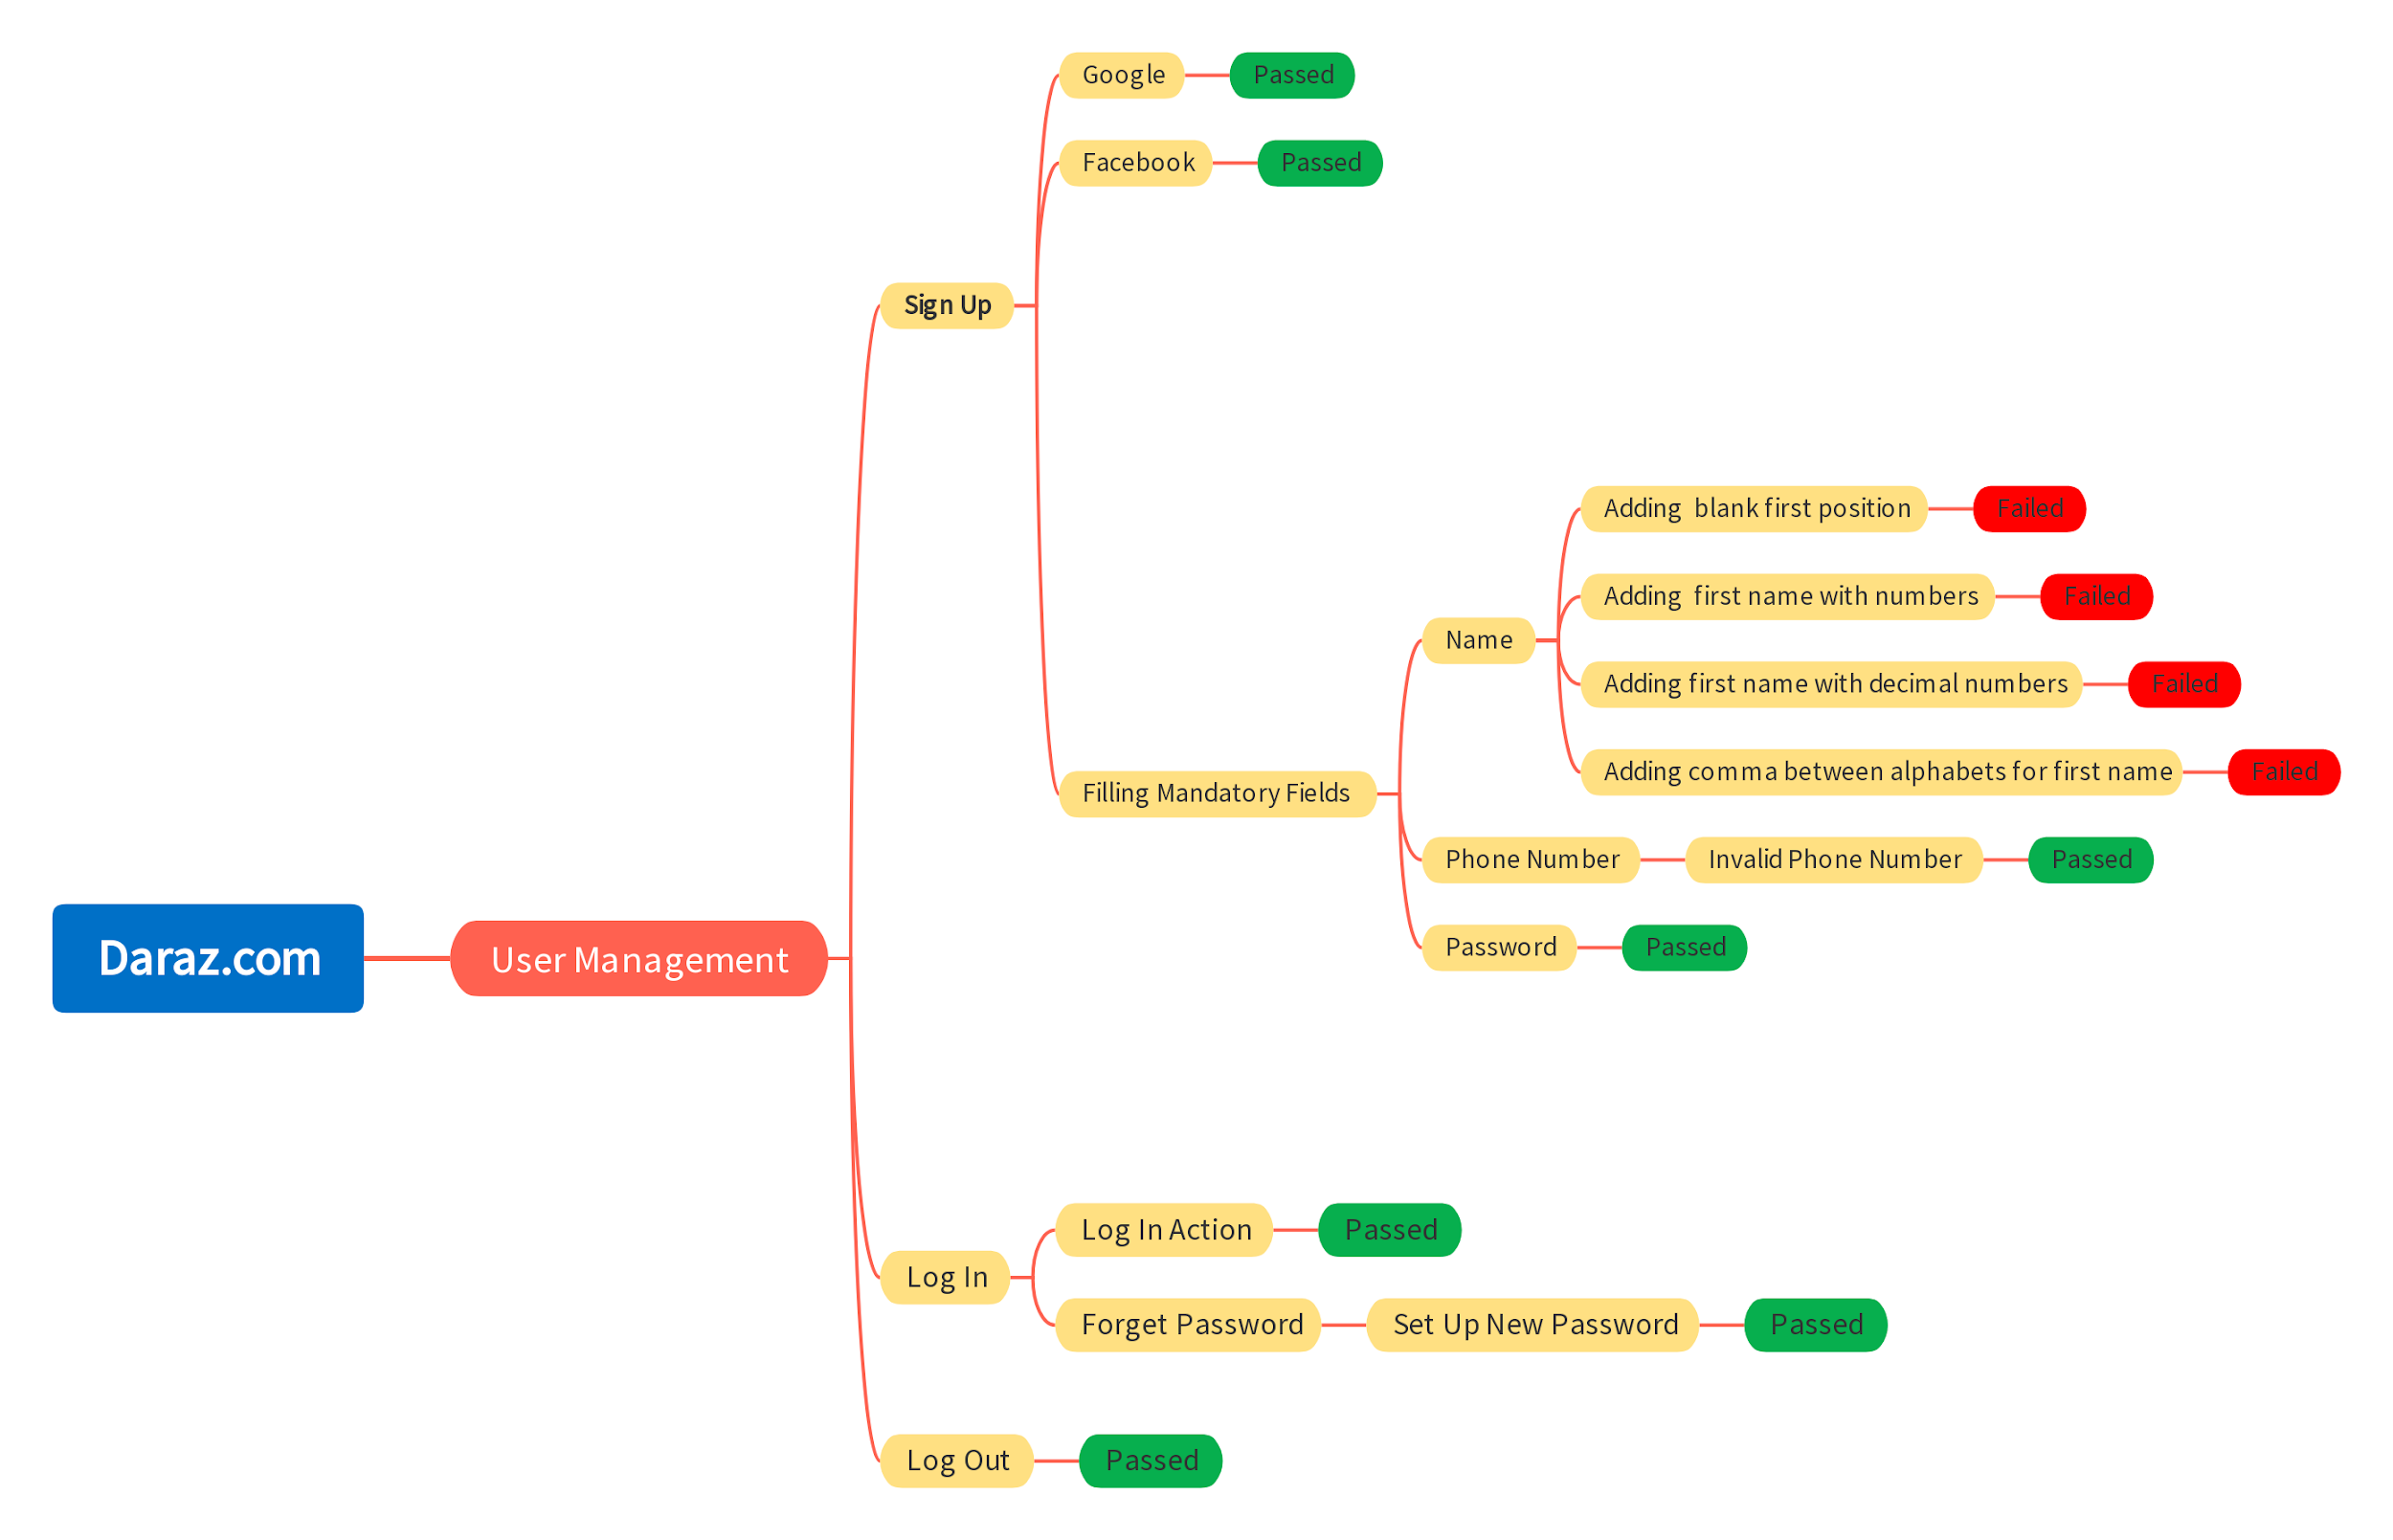 Google
Passed
Facebook
Passed
Sign Up
Adding  blank first position
Failed
Adding  first name with numbers
Failed
Name
Adding first name with decimal numbers
Failed
Adding comma between alphabets for first name
Failed
Filling Mandatory Fields
Phone Number
Invalid Phone Number
Passed
Password
Passed
Daraz.com
User Management
Log In Action
Passed
Log In
Forget Password
Set Up New Password
Passed
Log Out
Passed